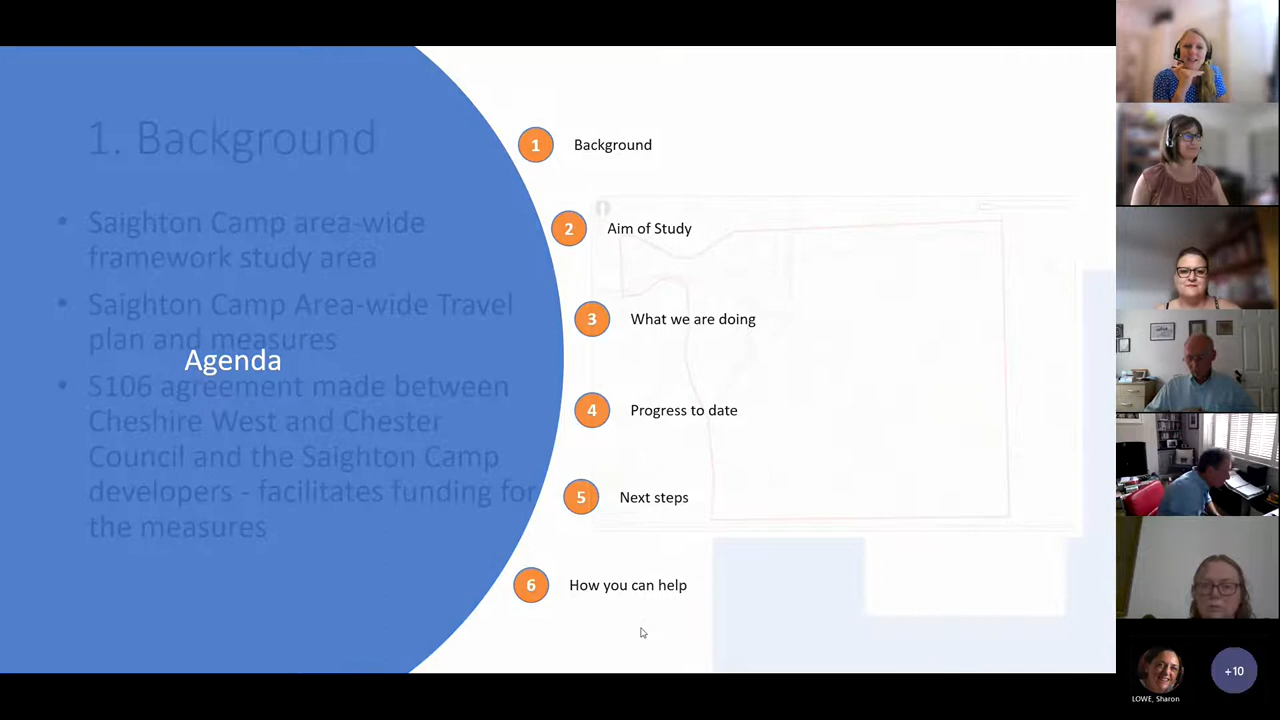 1. Background
• Saighton Camp area-wide
framework study area
• Saighton Camp Area-wide Travel
plan and measures
• S106 agreement made between
Cheshire West and Chester
Council and the Saighton Camp
developers - facilitates funding for
the measures
Agenda
1 Background
2 Aim of Study
3 What we are doing
4 Progress to date
5 Next steps
6 How you can help
LOWE, Sharon
+10